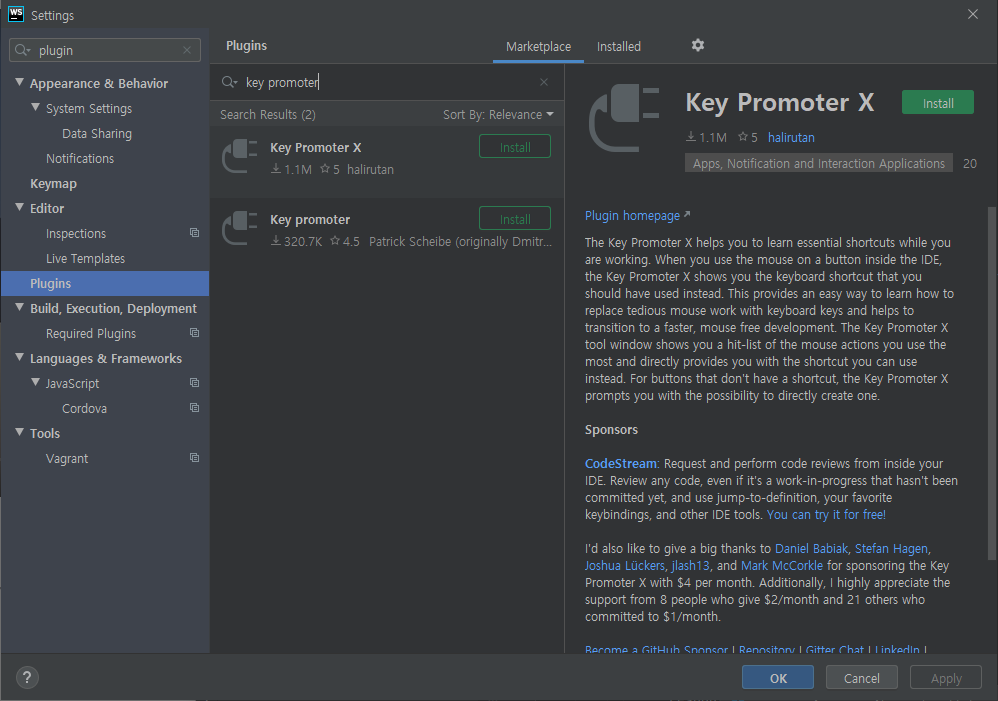 WS Settings
plugin
Appearance & Behavior
System Settings
Data Sharing
Notifications
Keymap
Editor
Inspections
Live Templates
Plugins
Build, Execution, Deployment
Required Plugins
Languages & Frameworks
JavaScript
Cordova
Tools
Vagrant
Plugins
Marketplace
Installed
key promoter
Search Results (2)
Sort By: Relevance
Key Promoter X
Install
1.1M 5 halirutan
Key promoter
Install
320.7K 4.5 Patrick Scheibe (originally Dmitr...
Key Promoter X
Install
1.1M 5 halirutan
Apps, Notification and Interaction Applications 20
Plugin homepage
The Key Promoter X helps you to learn essential shortcuts while you
are working. When you use the mouse on a button inside the IDE,
the Key Promoter X shows you the keyboard shortcut that you
should have used instead. This provides an easy way to learn how to
replace tedious mouse work with keyboard keys and helps to
transition to a faster, mouse free development. The Key Promoter X
tool window shows you a hit-list of the mouse actions you use the
most and directly provides you with the shortcut you can use
instead. For buttons that don't have a shortcut, the Key Promoter X
prompts you with the possibility to directly create one.
Sponsors
CodeStream: Request and perform code reviews from inside your
IDE. Review any code, even if it's a work-in-progress that hasn't been
committed yet, and use jump-to-definition, your favorite
keybindings, and other IDE tools. You can try it for free!
I'd also like to give a big thanks to Daniel Babiak, Stefan Hagen,
Joshua Lückers, jlash13, and Mark McCorkle for sponsoring the Key
Promoter X with $4 per month. Additionally, I highly appreciate the
support from 8 people who give $2/month and 21 others who
committed to $1/month.
Become a GitHub Sponsor | Repository | Gitter Chat | LinkedIn |
?
OK
Cancel
Apply